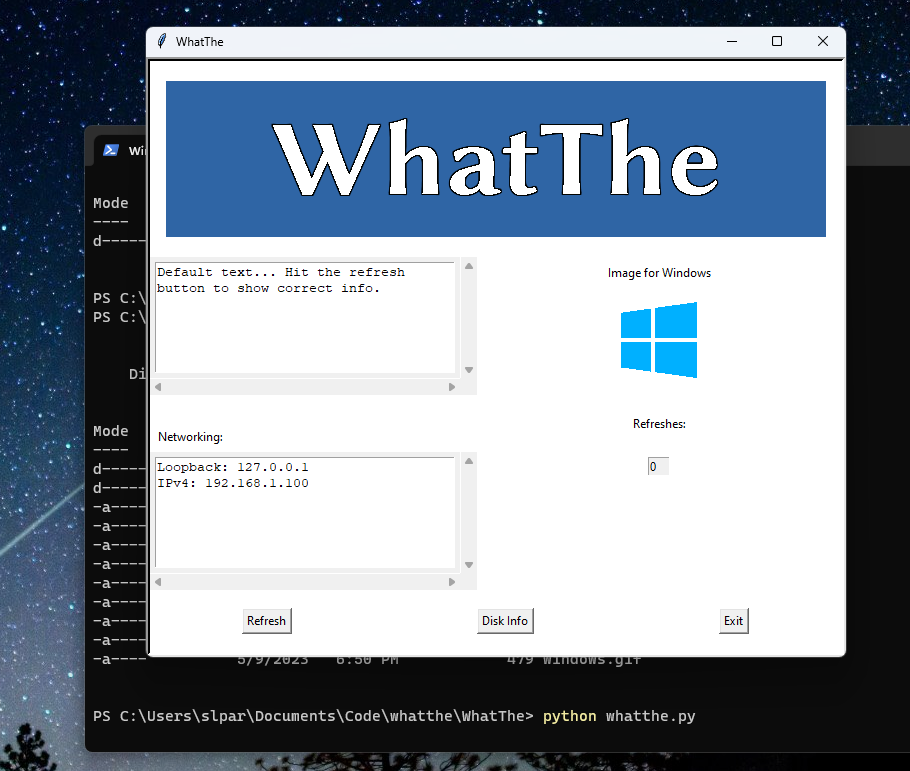 WhatThe
WhatThe
Default text... Hit the refresh
button to show correct info.
Image for Windows
Refreshes:
0
Networking:
Loopback: 127.0.0.1
IPv4: 192.168.1.100
Refresh
Disk Info
Exit
Mode
----
d-----
PS C:\
PS C:\
Mode
----
d-----
d-----
-a----
-a----
-a----
-a----
-a----
-a----
-a----
-a----
-a---- 5/9/2023 6:50 PM 479 Windows.gif
PS C:\Users\slpar\Documents\Code\whatthe\WhatThe> python whatthe.py